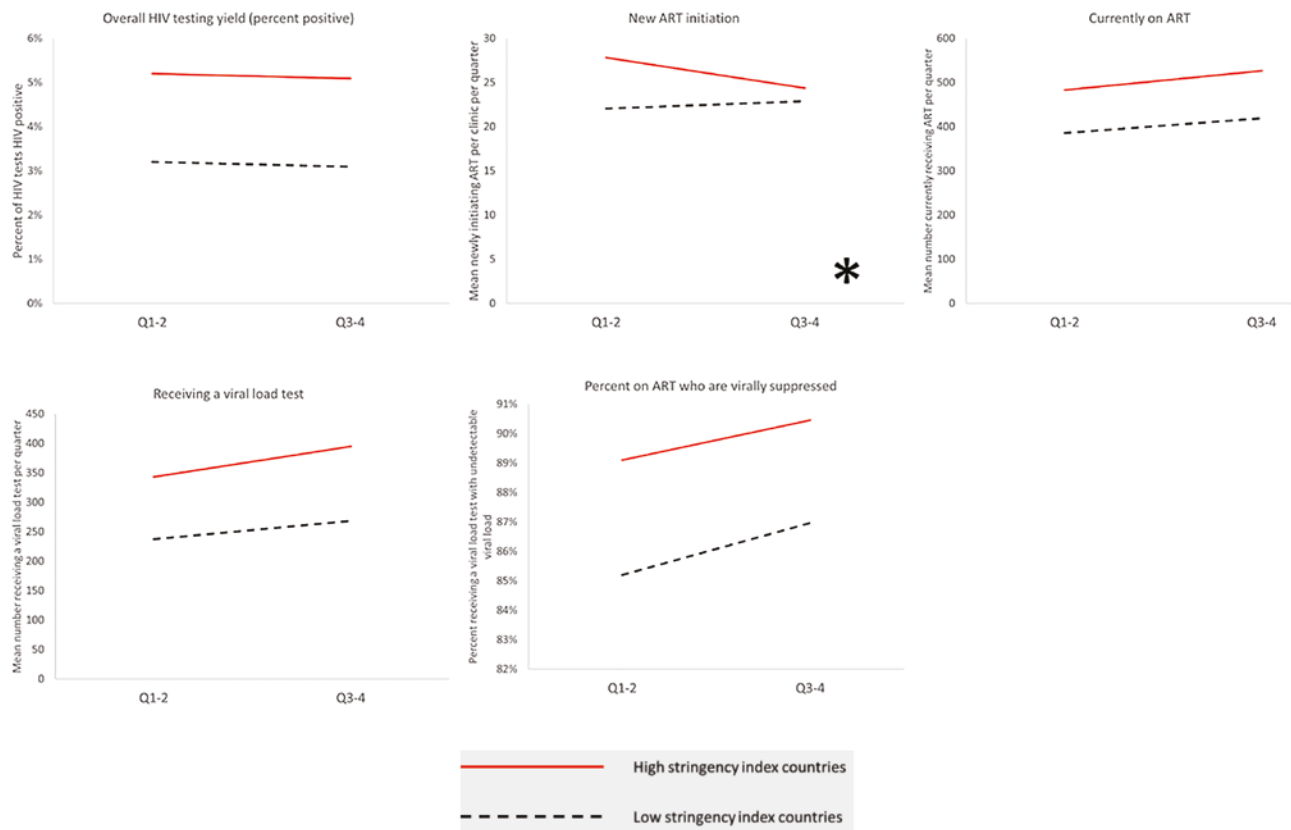 Overall HIV testing yield (percent positive)
Percent of HIV tests HIV positive
6%
5%
4%
3%
2%
1%
0%
Q1-2 Q3-4
New ART initiation
Mean newly initiating ART per clinic per quarter
30
25
20
15
10
5
0
*
Q1-2 Q3-4
Currently on ART
Mean number currently receiving ART per quarter
600
500
400
300
200
100
0
Q1-2 Q3-4
Receiving a viral load test
Mean number receiving a viral load test per quarter
450
400
350
300
250
200
150
100
50
0
Q1-2 Q3-4
Percent on ART who are virally suppressed
Percent receiving a viral load test with undetectable
viral load
91%
90%
89%
88%
87%
86%
85%
84%
83%
82%
Q1-2 Q3-4
High stringency index countries
Low stringency index countries